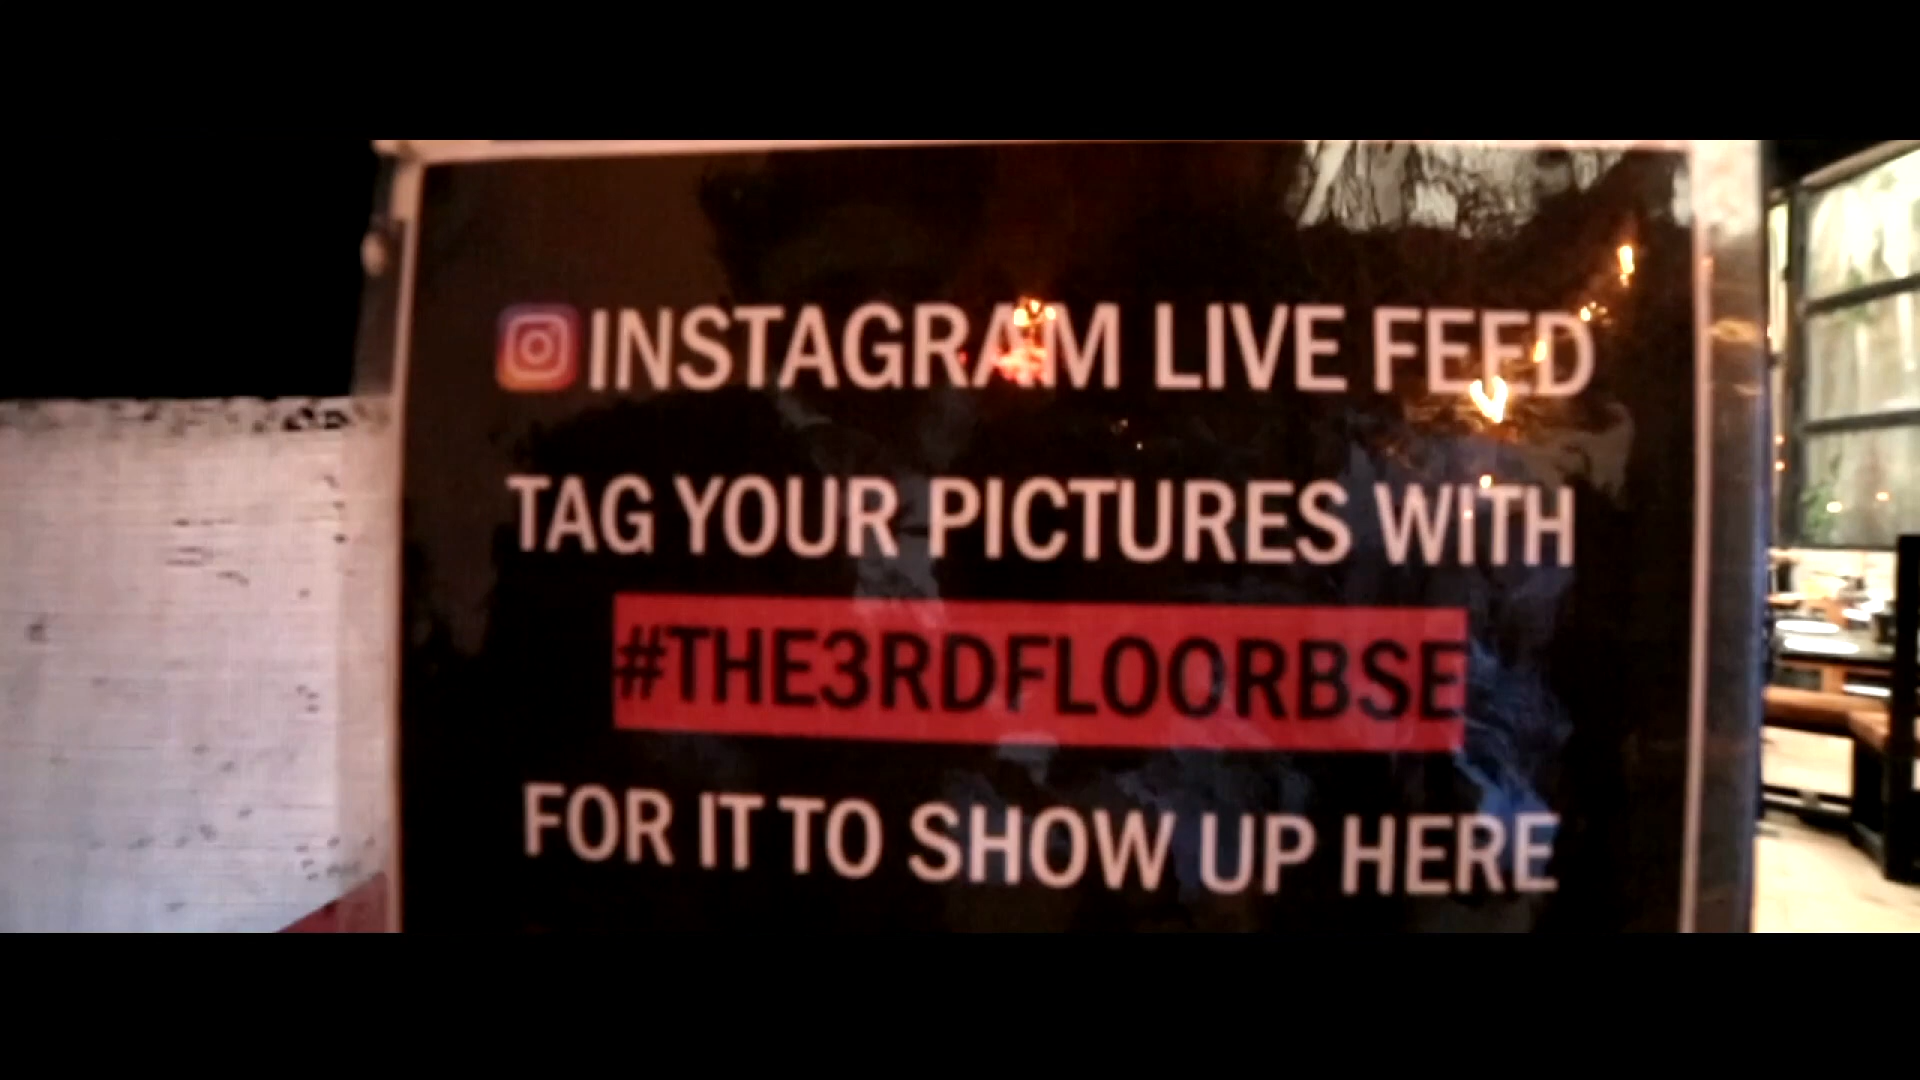 INSTAGRAM LIVE FEED
TAG YOUR PICTURES WITH
#THE3RDFLOORBSE
FOR IT TO SHOW UP HERE